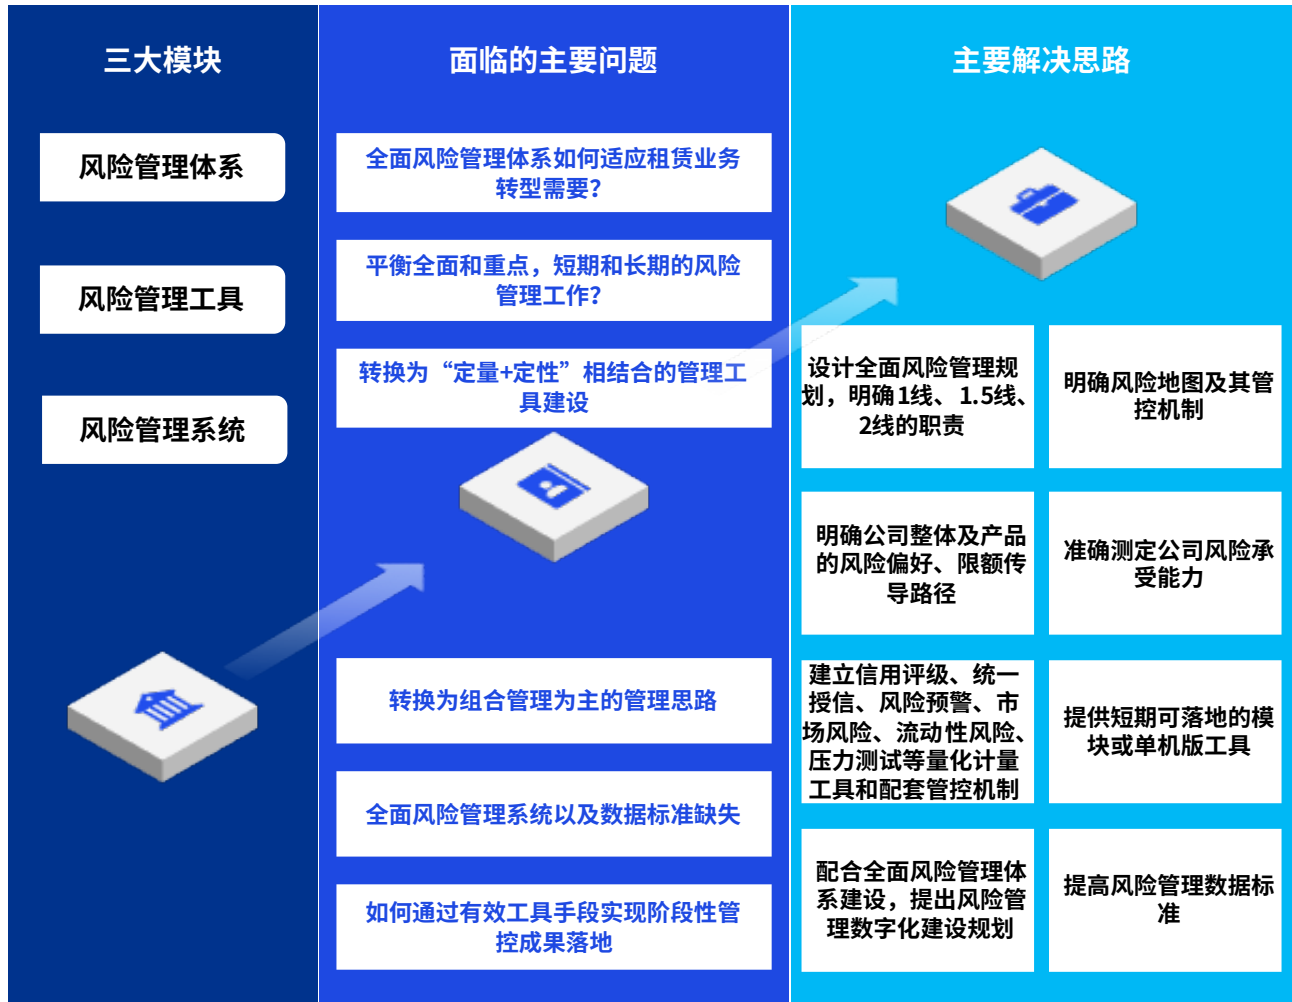 三大模块
风险管理体系
风险管理工具
风险管理系统
面临的主要问题
全面风险管理体系如何适应租赁业务
转型需要？
平衡全面和重点，短期和长期的风险
管理工作？
转换为“定量+定性”相结合的管理工
具建设
转换为组合管理为主的管理思路
全面风险管理系统以及数据标准缺失
如何通过有效工具手段实现阶段性管
控成果落地
主要解决思路
设计全面风险管理规
划，明确1线、1.5线、
2线的职责
明确风险地图及其管
控机制
明确公司整体及产品
的风险偏好、限额传
导路径
准确测定公司风险承
受能力
建立信用评级、统一
授信、风险预警、市
场风险、流动性风险、
压力测试等量化计量
工具和配套管控机制
提供短期可落地的模
块或单机版工具
配合全面风险管理体
系建设，提出风险管
理数字化建设规划
提高风险管理数据标
准